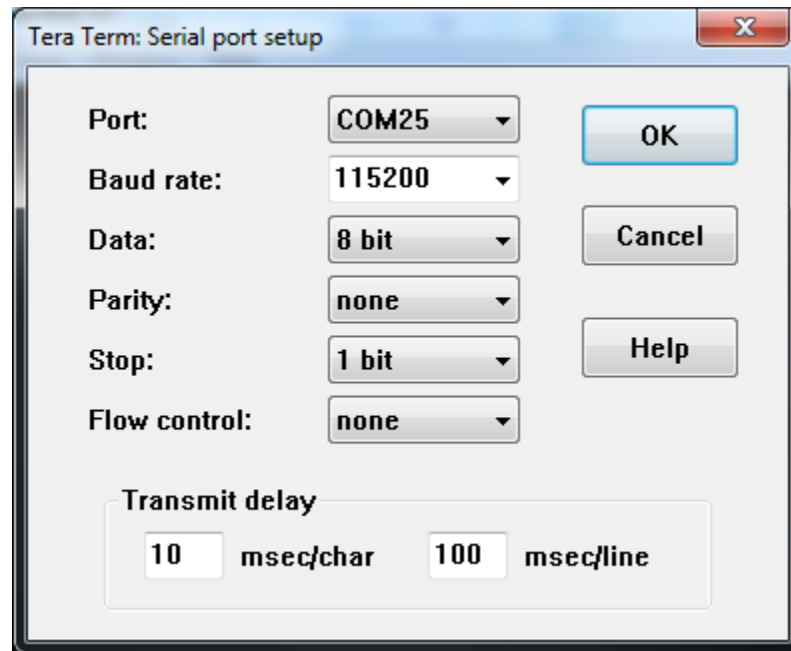 Tera Term: Serial port setup
Port: COM25 OK
Baud rate: 115200
Data: 8 bit Cancel
Parity: none
Stop: 1 bit Help
Flow control: none
Transmit delay
10 msec/char 100 msec/line